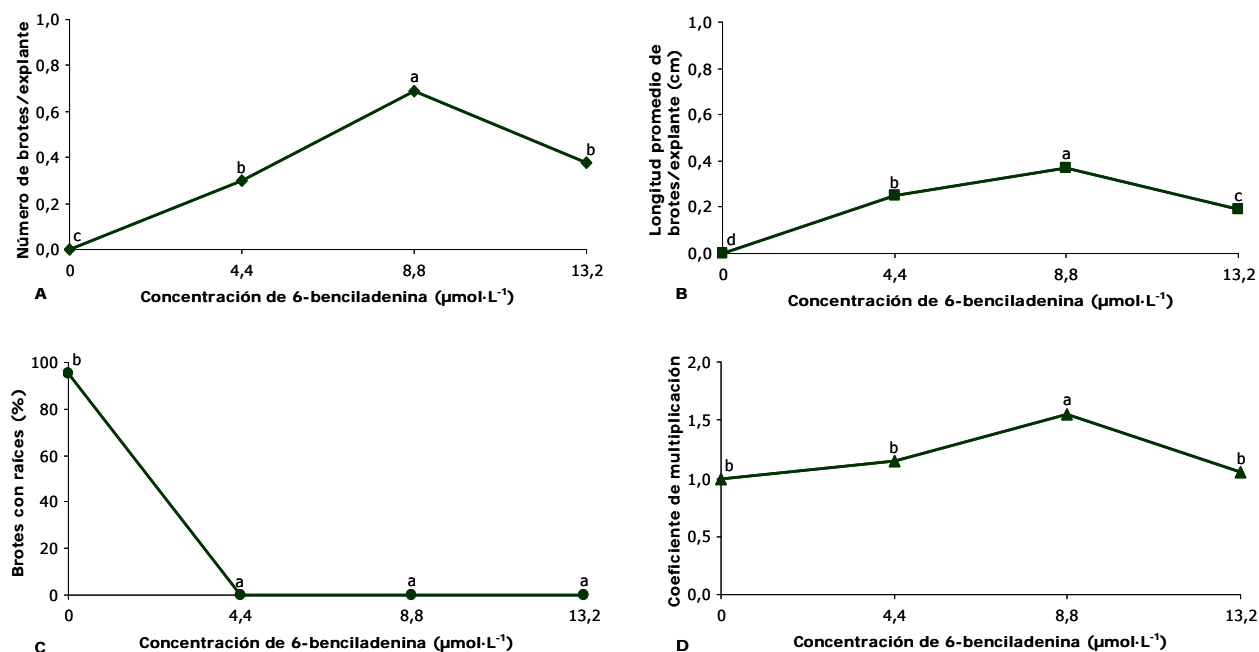 Número de brotes/explante
1,0
0,8
0,6
0,4
0,2
0,0
c
b
a
b
0
4,4
8,8
13,2
A
Concentración de 6-benciladenina (µmol·L-1)
Longitud promedio de
brotes/explante (cm)
1,0
0,8
0,6
0,4
0,2
0,0
d
b
a
c
0
4,4
8,8
13,2
B
Concentración de 6-benciladenina (µmol·L-1)
Brotes con raíces (%)
100
80
60
40
20
0
b
a
a
a
0
4,4
8,8
13,2
C
Concentración de 6-benciladenina (µmol·L-1)
Coeficiente de multiplicación
2,0
1,5
1,0
0,5
0,0
b
b
a
b
0
4,4
8,8
13,2
D
Concentración de 6-benciladenina (µmol·L-1)